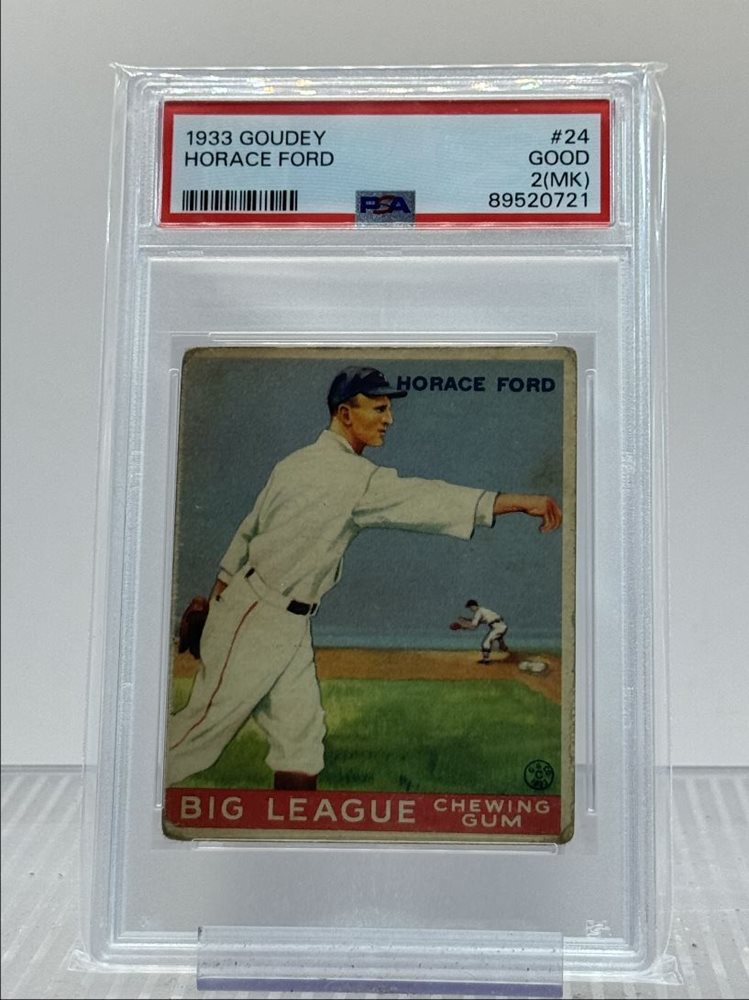 1933 GOUDEY #24
HORACE FORD GOOD
2(MK)
PSA 89520721
HORACE FORD
BIG LEAGUE CHEWING
GUM